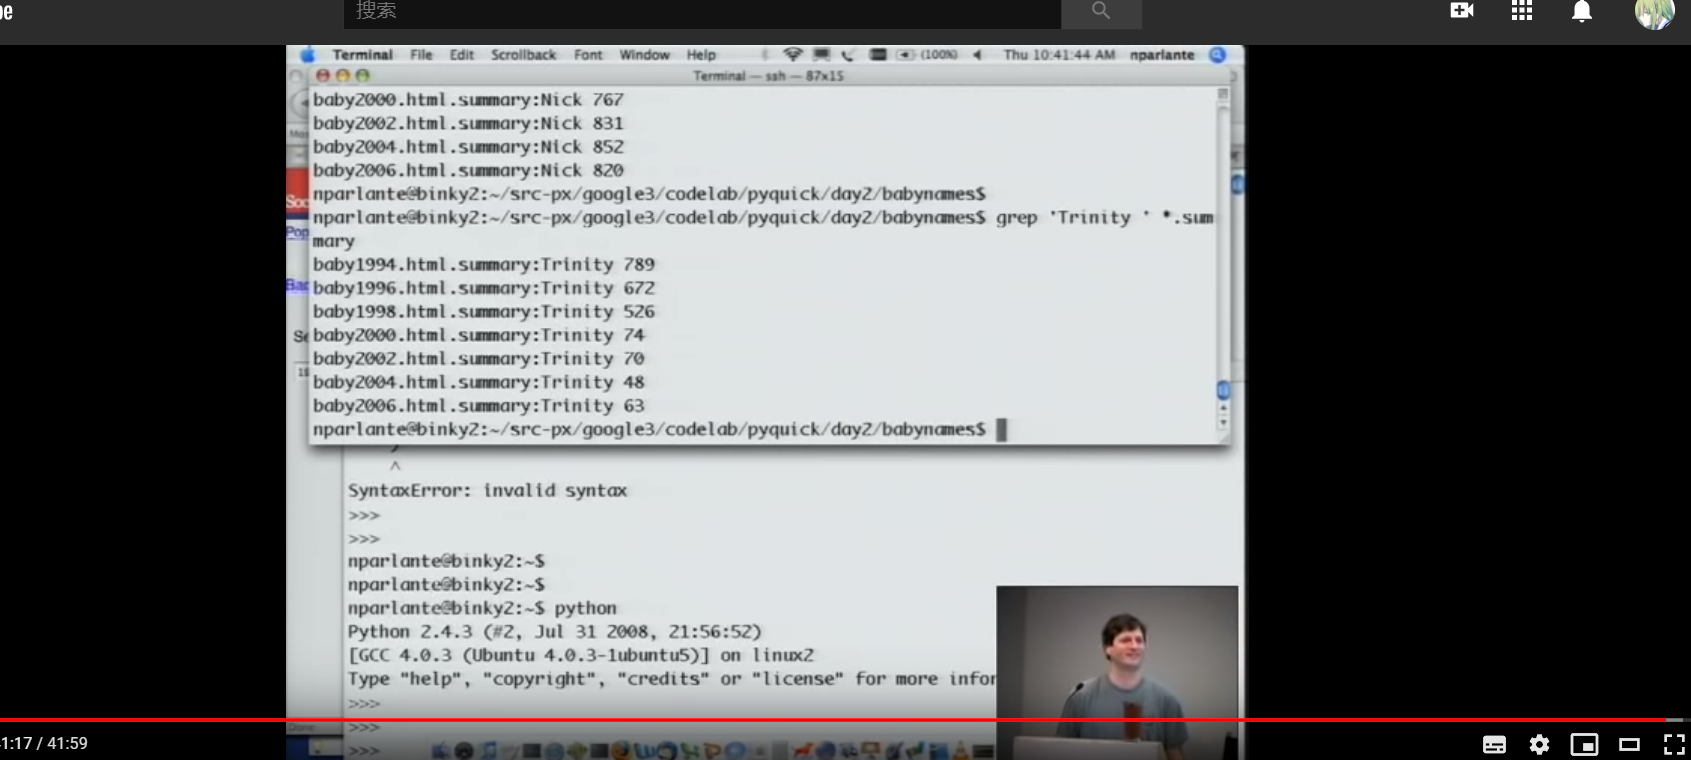 搜索
Terminal File Edit Scrollback Font Window Help (100%) Thu 10:41:44 AM nparlante
Terminal — ssh — 87x15
baby2000.html.summary:Nick 767
baby2002.html.summary:Nick 831
baby2004.html.summary:Nick 852
baby2006.html.summary:Nick 820
nparlante@binky2:~/src-px/google3/codelab/pyquick/day2/babynames$
nparlante@binky2:~/src-px/google3/codelab/pyquick/day2/babynames$ grep 'Trinity ' *.sum
mary
baby1994.html.summary:Trinity 789
baby1996.html.summary:Trinity 672
baby1998.html.summary:Trinity 526
baby2000.html.summary:Trinity 74
baby2002.html.summary:Trinity 70
baby2004.html.summary:Trinity 48
baby2006.html.summary:Trinity 63
nparlante@binky2:~/src-px/google3/codelab/pyquick/day2/babynames$
^
SyntaxError: invalid syntax
>>>
>>>
nparlante@binky2:~$
nparlante@binky2:~$
nparlante@binky2:~$ python
Python 2.4.3 (#2, Jul 31 2008, 21:56:52)
[GCC 4.0.3 (Ubuntu 4.0.3-1ubuntu5)] on linux2
Type "help", "copyright", "credits" or "license" for more infor
>>>
>>>
>>>
Done
1:17 / 41:59